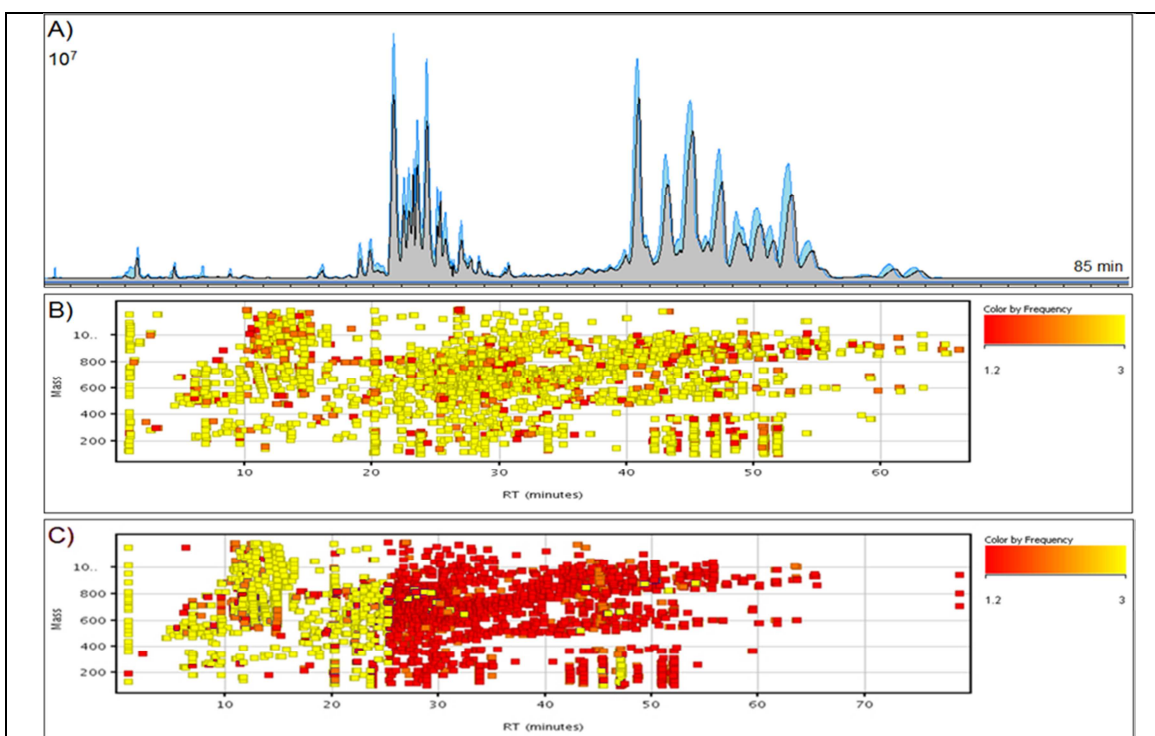 A)
10⁷
85 min
B)
Color by Frequency
1.2 3
10..
800
600
400
200
Mass
10 20 30 40 50 60
RT (minutes)
C)
Color by Frequency
1.2 3
10..
800
600
400
200
Mass
10 20 30 40 50 60 70
RT (minutes)